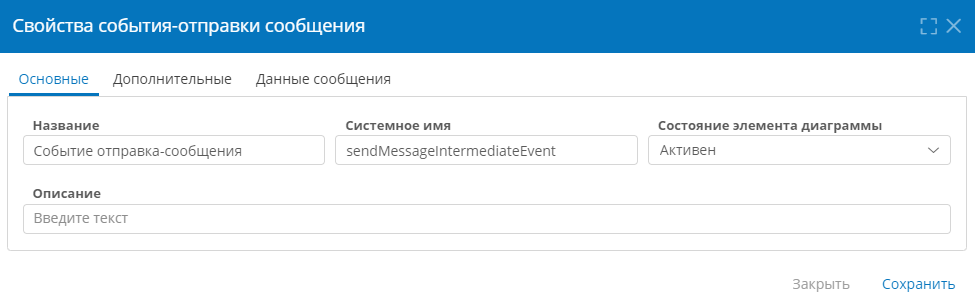 Свойства события-отправки сообщения
Основные Дополнительные Данные сообщения
Название Системное имя Состояние элемента диаграммы
Событие отправка-сообщения sendMessageIntermediateEvent Активен
Описание
Введите текст
Закрыть Сохранить